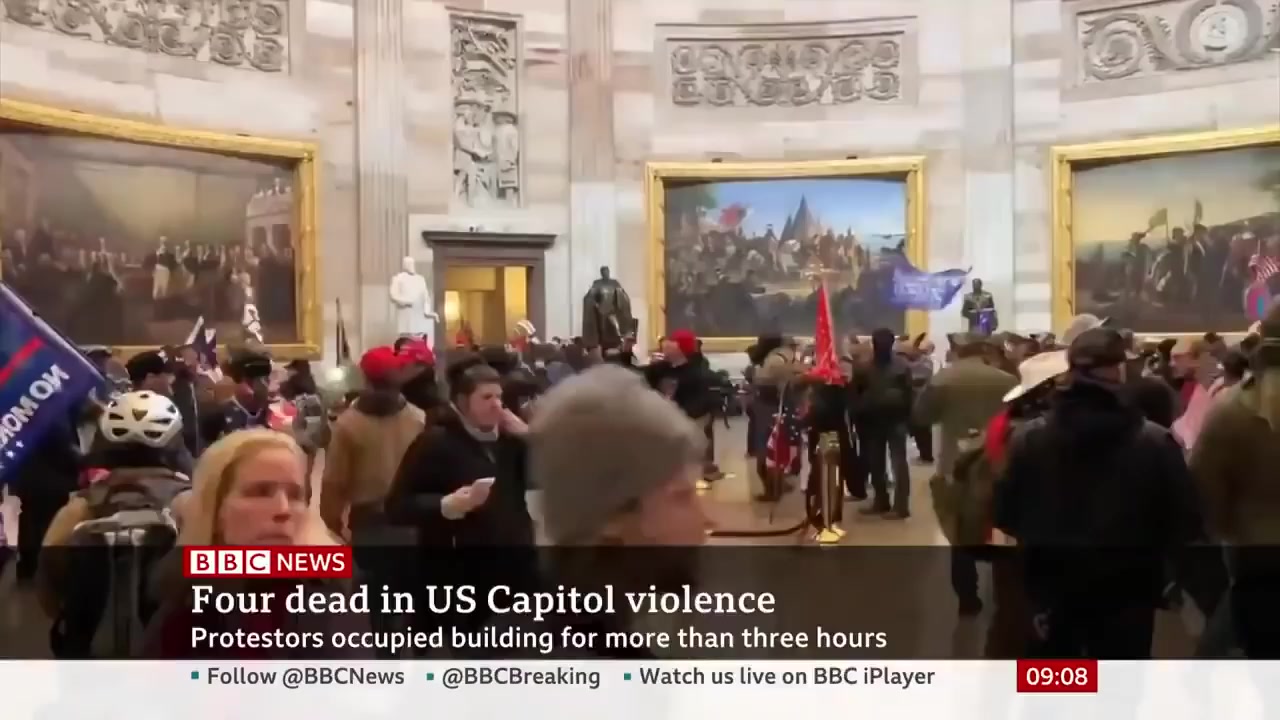 NO MOR
BBC NEWS
Four dead in US Capitol violence
Protestors occupied building for more than three hours
Follow @BBCNews @BBCBreaking Watch us live on BBC iPlayer
09:08